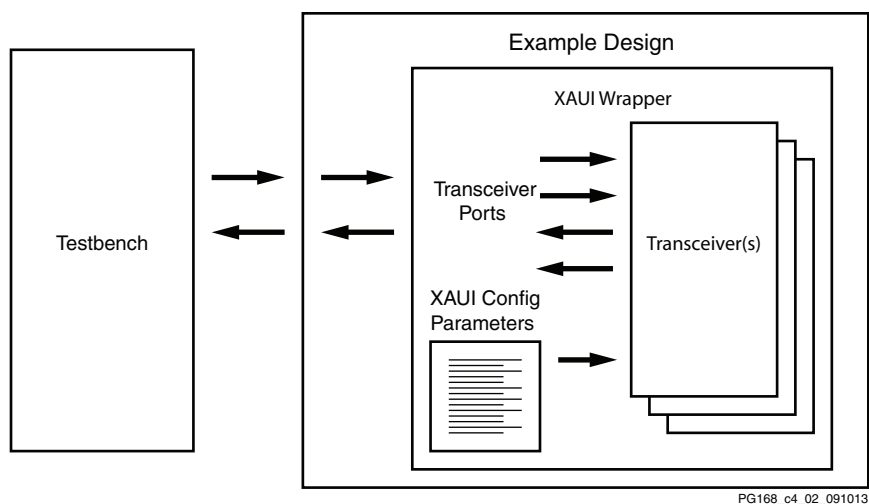 Example Design
XAUI Wrapper
Testbench
Transceiver
Ports
Transceiver(s)
XAUI Config
Parameters
PG168_c4_02_091013